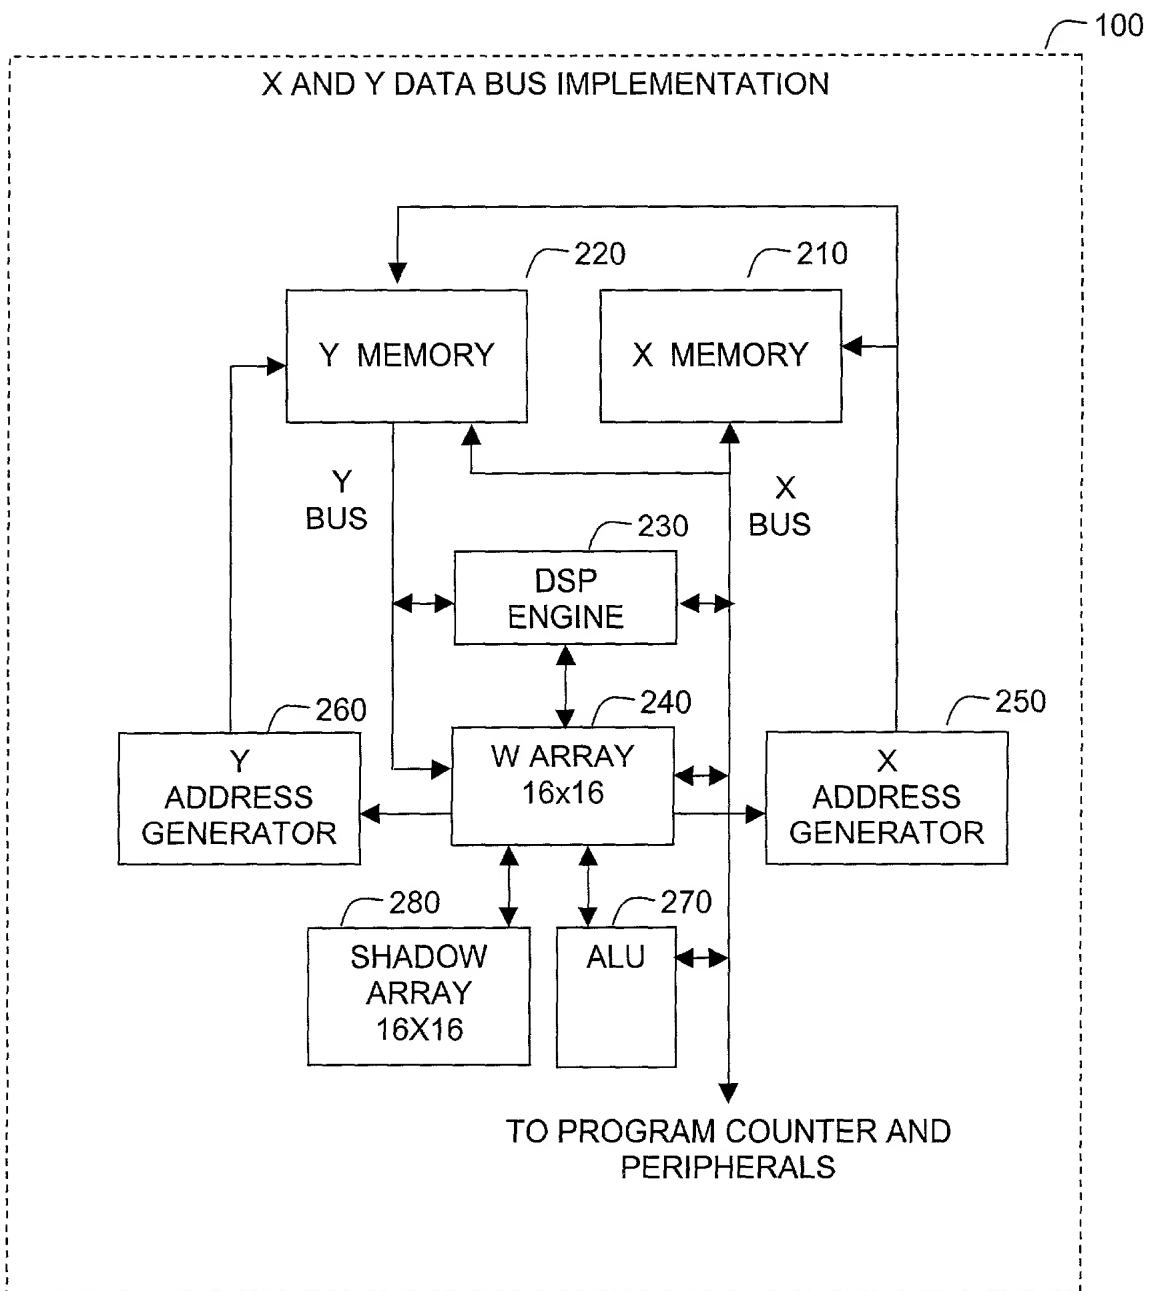 100
X AND Y DATA BUS IMPLEMENTATION
220
210
Y MEMORY
X MEMORY
Y
BUS
X
BUS
230
DSP
ENGINE
260
240
250
Y
ADDRESS
GENERATOR
W ARRAY
16x16
X
ADDRESS
GENERATOR
280
270
SHADOW
ARRAY
16X16
ALU
TO PROGRAM COUNTER AND
PERIPHERALS